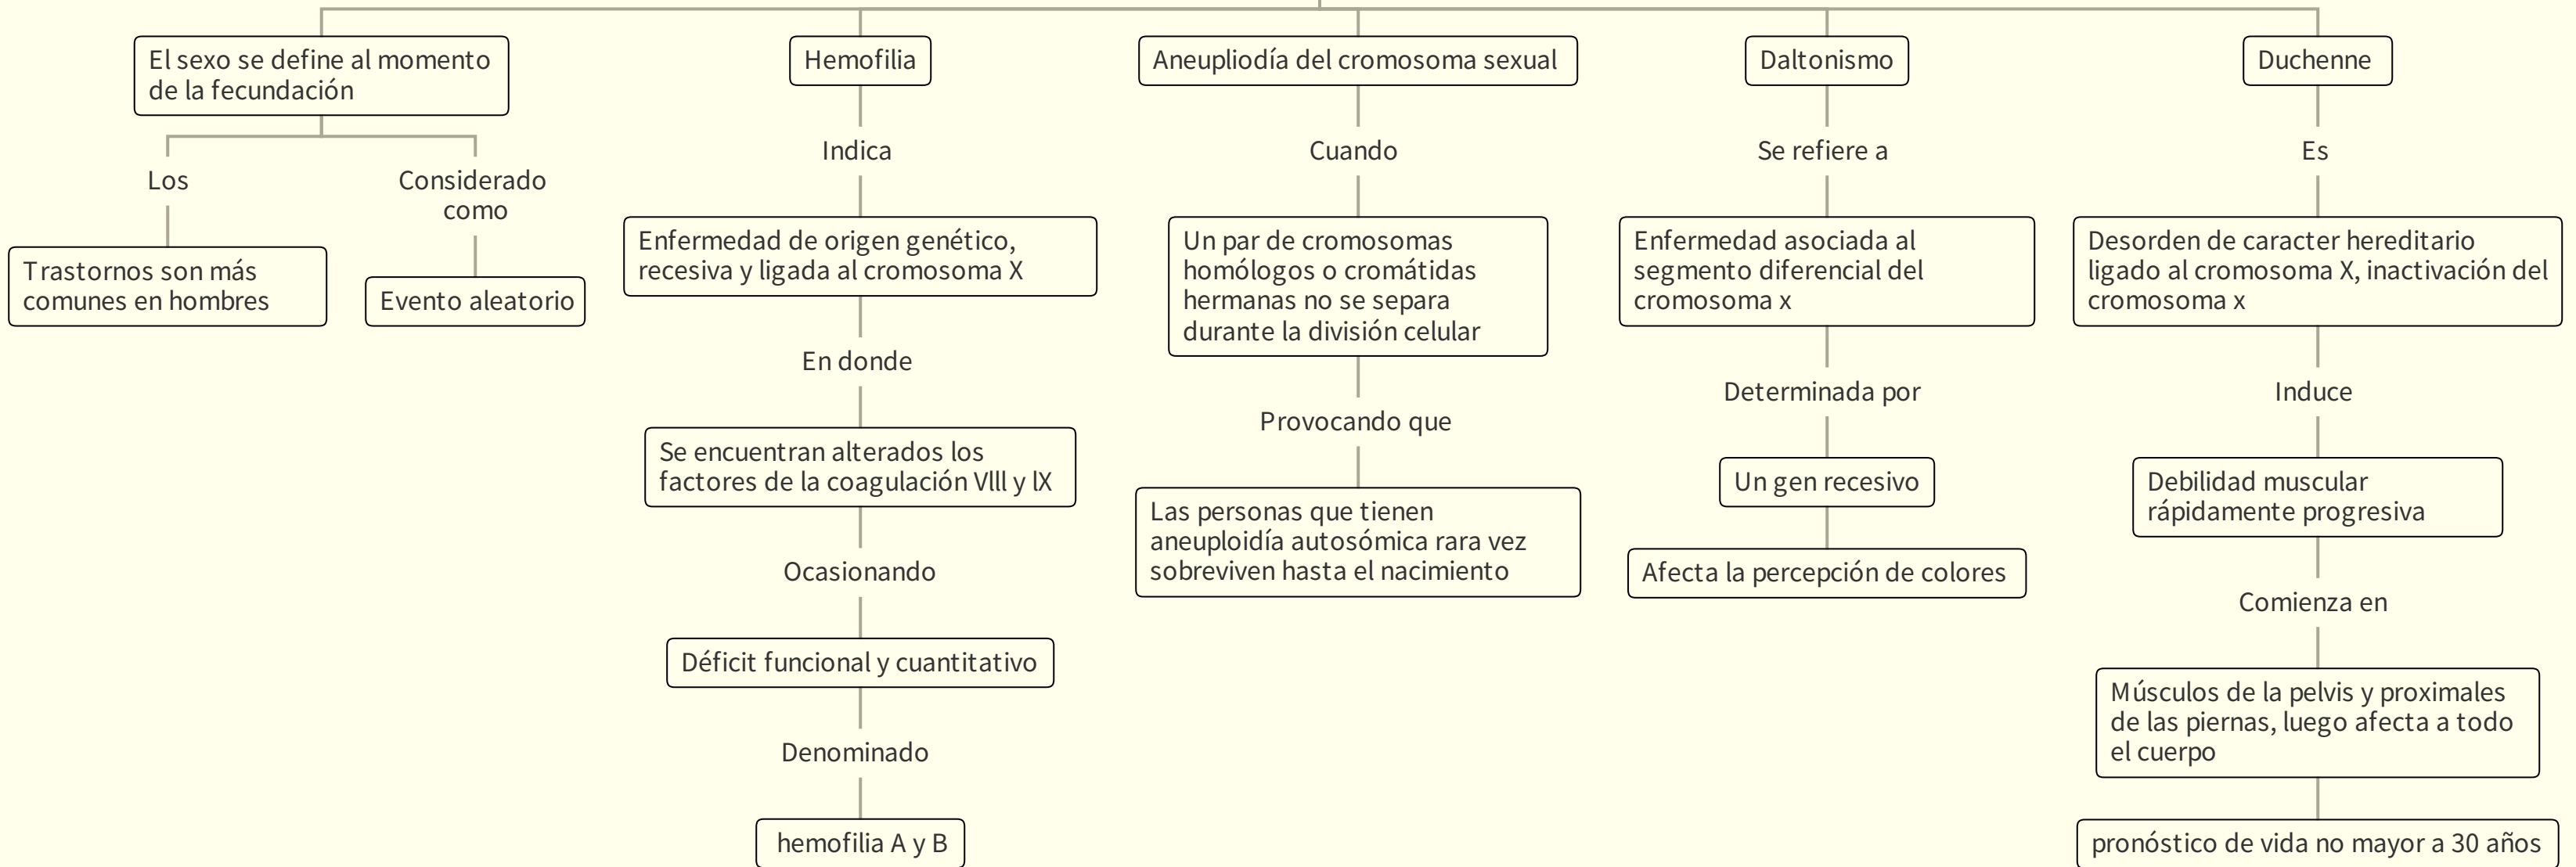 El sexo se define al momento
de la fecundación
Los
Trastornos son más
comunes en hombres
Considerado
como
Evento aleatorio
Hemofilia
Indica
Enfermedad de origen genético,
recesiva y ligada al cromosoma X
En donde
Se encuentran alterados los
factores de la coagulación Vlll y lX
Ocasionando
Déficit funcional y cuantitativo
Denominado
hemofilia A y B
Aneupliodía del cromosoma sexual
Cuando
Un par de cromosomas
homólogos o cromátidas
hermanas no se separa
durante la división celular
Provocando que
Las personas que tienen
aneuploidía autosómica rara vez
sobreviven hasta el nacimiento
Daltonismo
Se refiere a
Enfermedad asociada al
segmento diferencial del
cromosoma x
Determinada por
Un gen recesivo
Afecta la percepción de colores
Duchenne
Es
Desorden de caracter hereditario
ligado al cromosoma X, inactivación del
cromosoma x
Induce
Debilidad muscular
rápidamente progresiva
Comienza en
Músculos de la pelvis y proximales
de las piernas, luego afecta a todo
el cuerpo
pronóstico de vida no mayor a 30 años